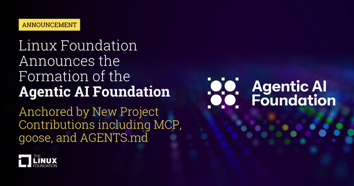 ANNOUNCEMENT
Linux Foundation
Announces the
Formation of the
Agentic AI Foundation
Anchored by New Project
Contributions including MCP,
goose, and AGENTS.md
THE
LINUX
FOUNDATION
Agentic AI
Foundation